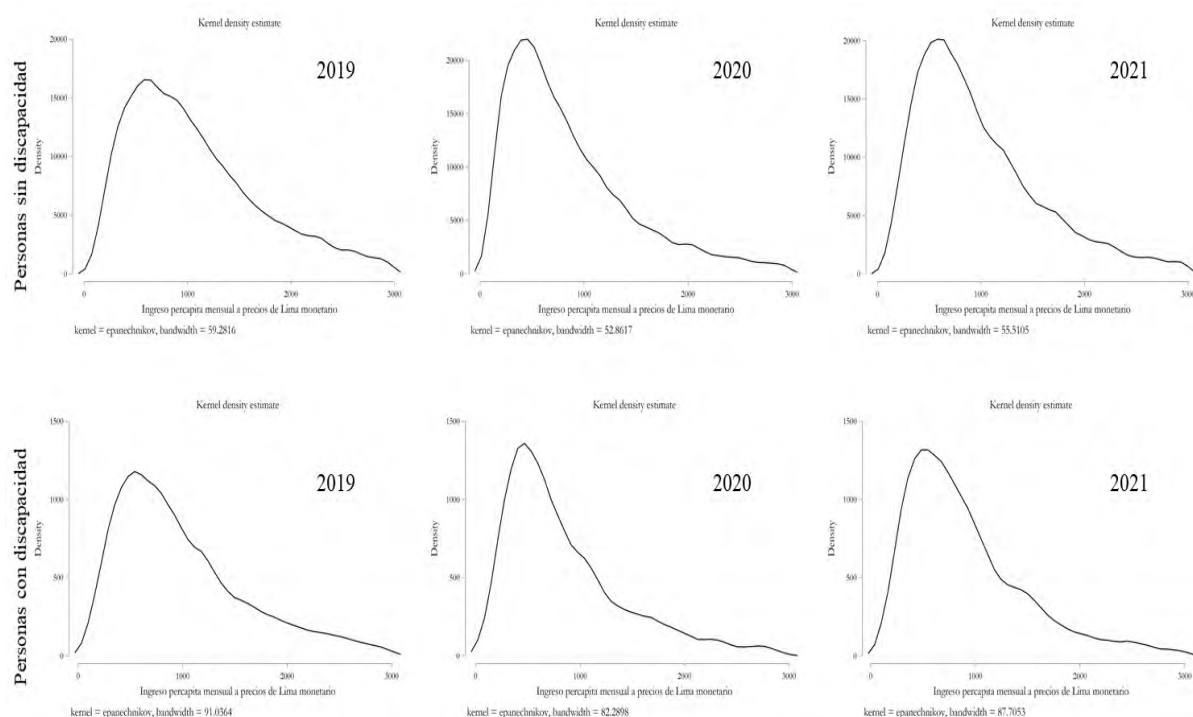 Personas sin discapacidad
Kernel density estimate
2019
20000
15000
10000
5000
0
Density
0 1000 2000 3000
Ingreso percapita mensual a precios de Lima monetario
kernel = epanechnikov, bandwidth = 59.2816
Kernel density estimate
2020
20000
15000
10000
5000
0
Density
0 1000 2000 3000
Ingreso percapita mensual a precios de Lima monetario
kernel = epanechnikov, bandwidth = 52.8617
Kernel density estimate
2021
20000
15000
10000
5000
0
Density
0 1000 2000 3000
Ingreso percapita mensual a precios de Lima monetario
kernel = epanechnikov, bandwidth = 55.5105
Personas con discapacidad
Kernel density estimate
2019
1500
1000
500
0
Density
0 1000 2000 3000
Ingreso percapita mensual a precios de Lima monetario
kernel = epanechnikov, bandwidth = 91.0364
Kernel density estimate
2020
1500
1000
500
0
Density
0 1000 2000 3000
Ingreso percapita mensual a precios de Lima monetario
kernel = epanechnikov, bandwidth = 82.2898
Kernel density estimate
2021
1500
1000
500
0
Density
0 1000 2000 3000
Ingreso percapita mensual a precios de Lima monetario
kernel = epanechnikov, bandwidth = 87.7053